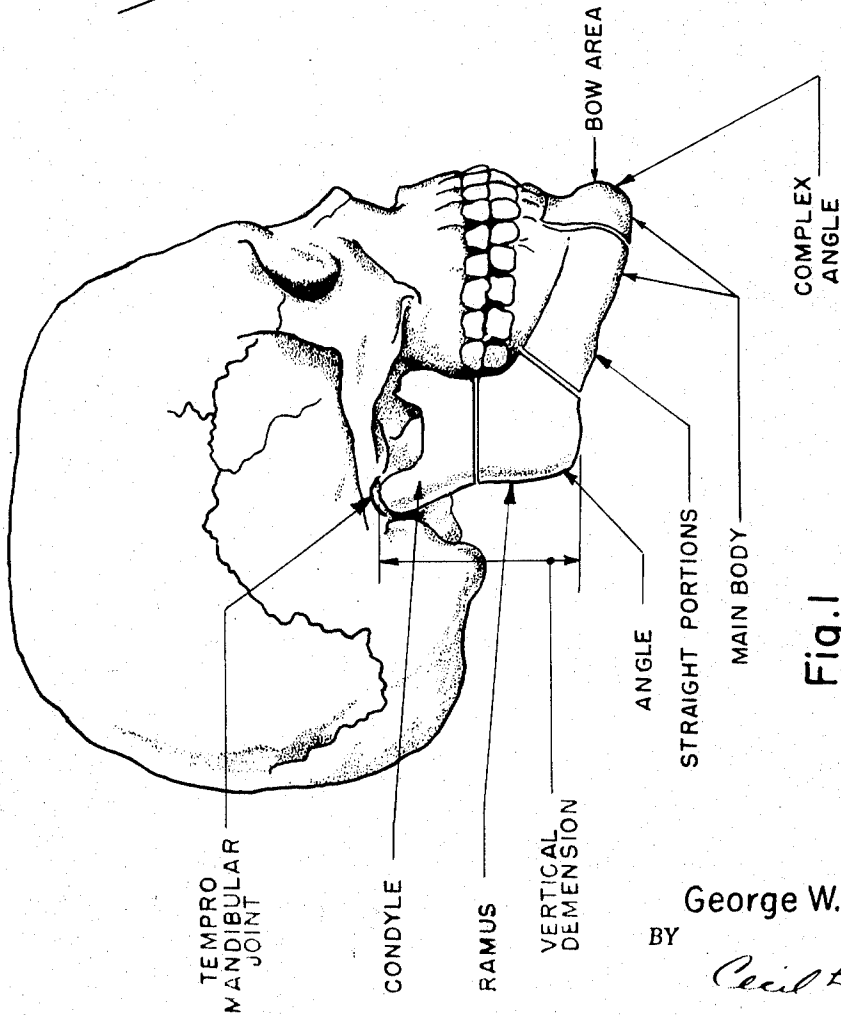 TEMPRO
MANDIBULAR
JOINT
CONDYLE
RAMUS
VERTICAL
DEMENSION
ANGLE
STRAIGHT PORTIONS
MAIN BODY
COMPLEX
ANGLE
BOW AREA
Fig.1
George W.
BY
Cecil